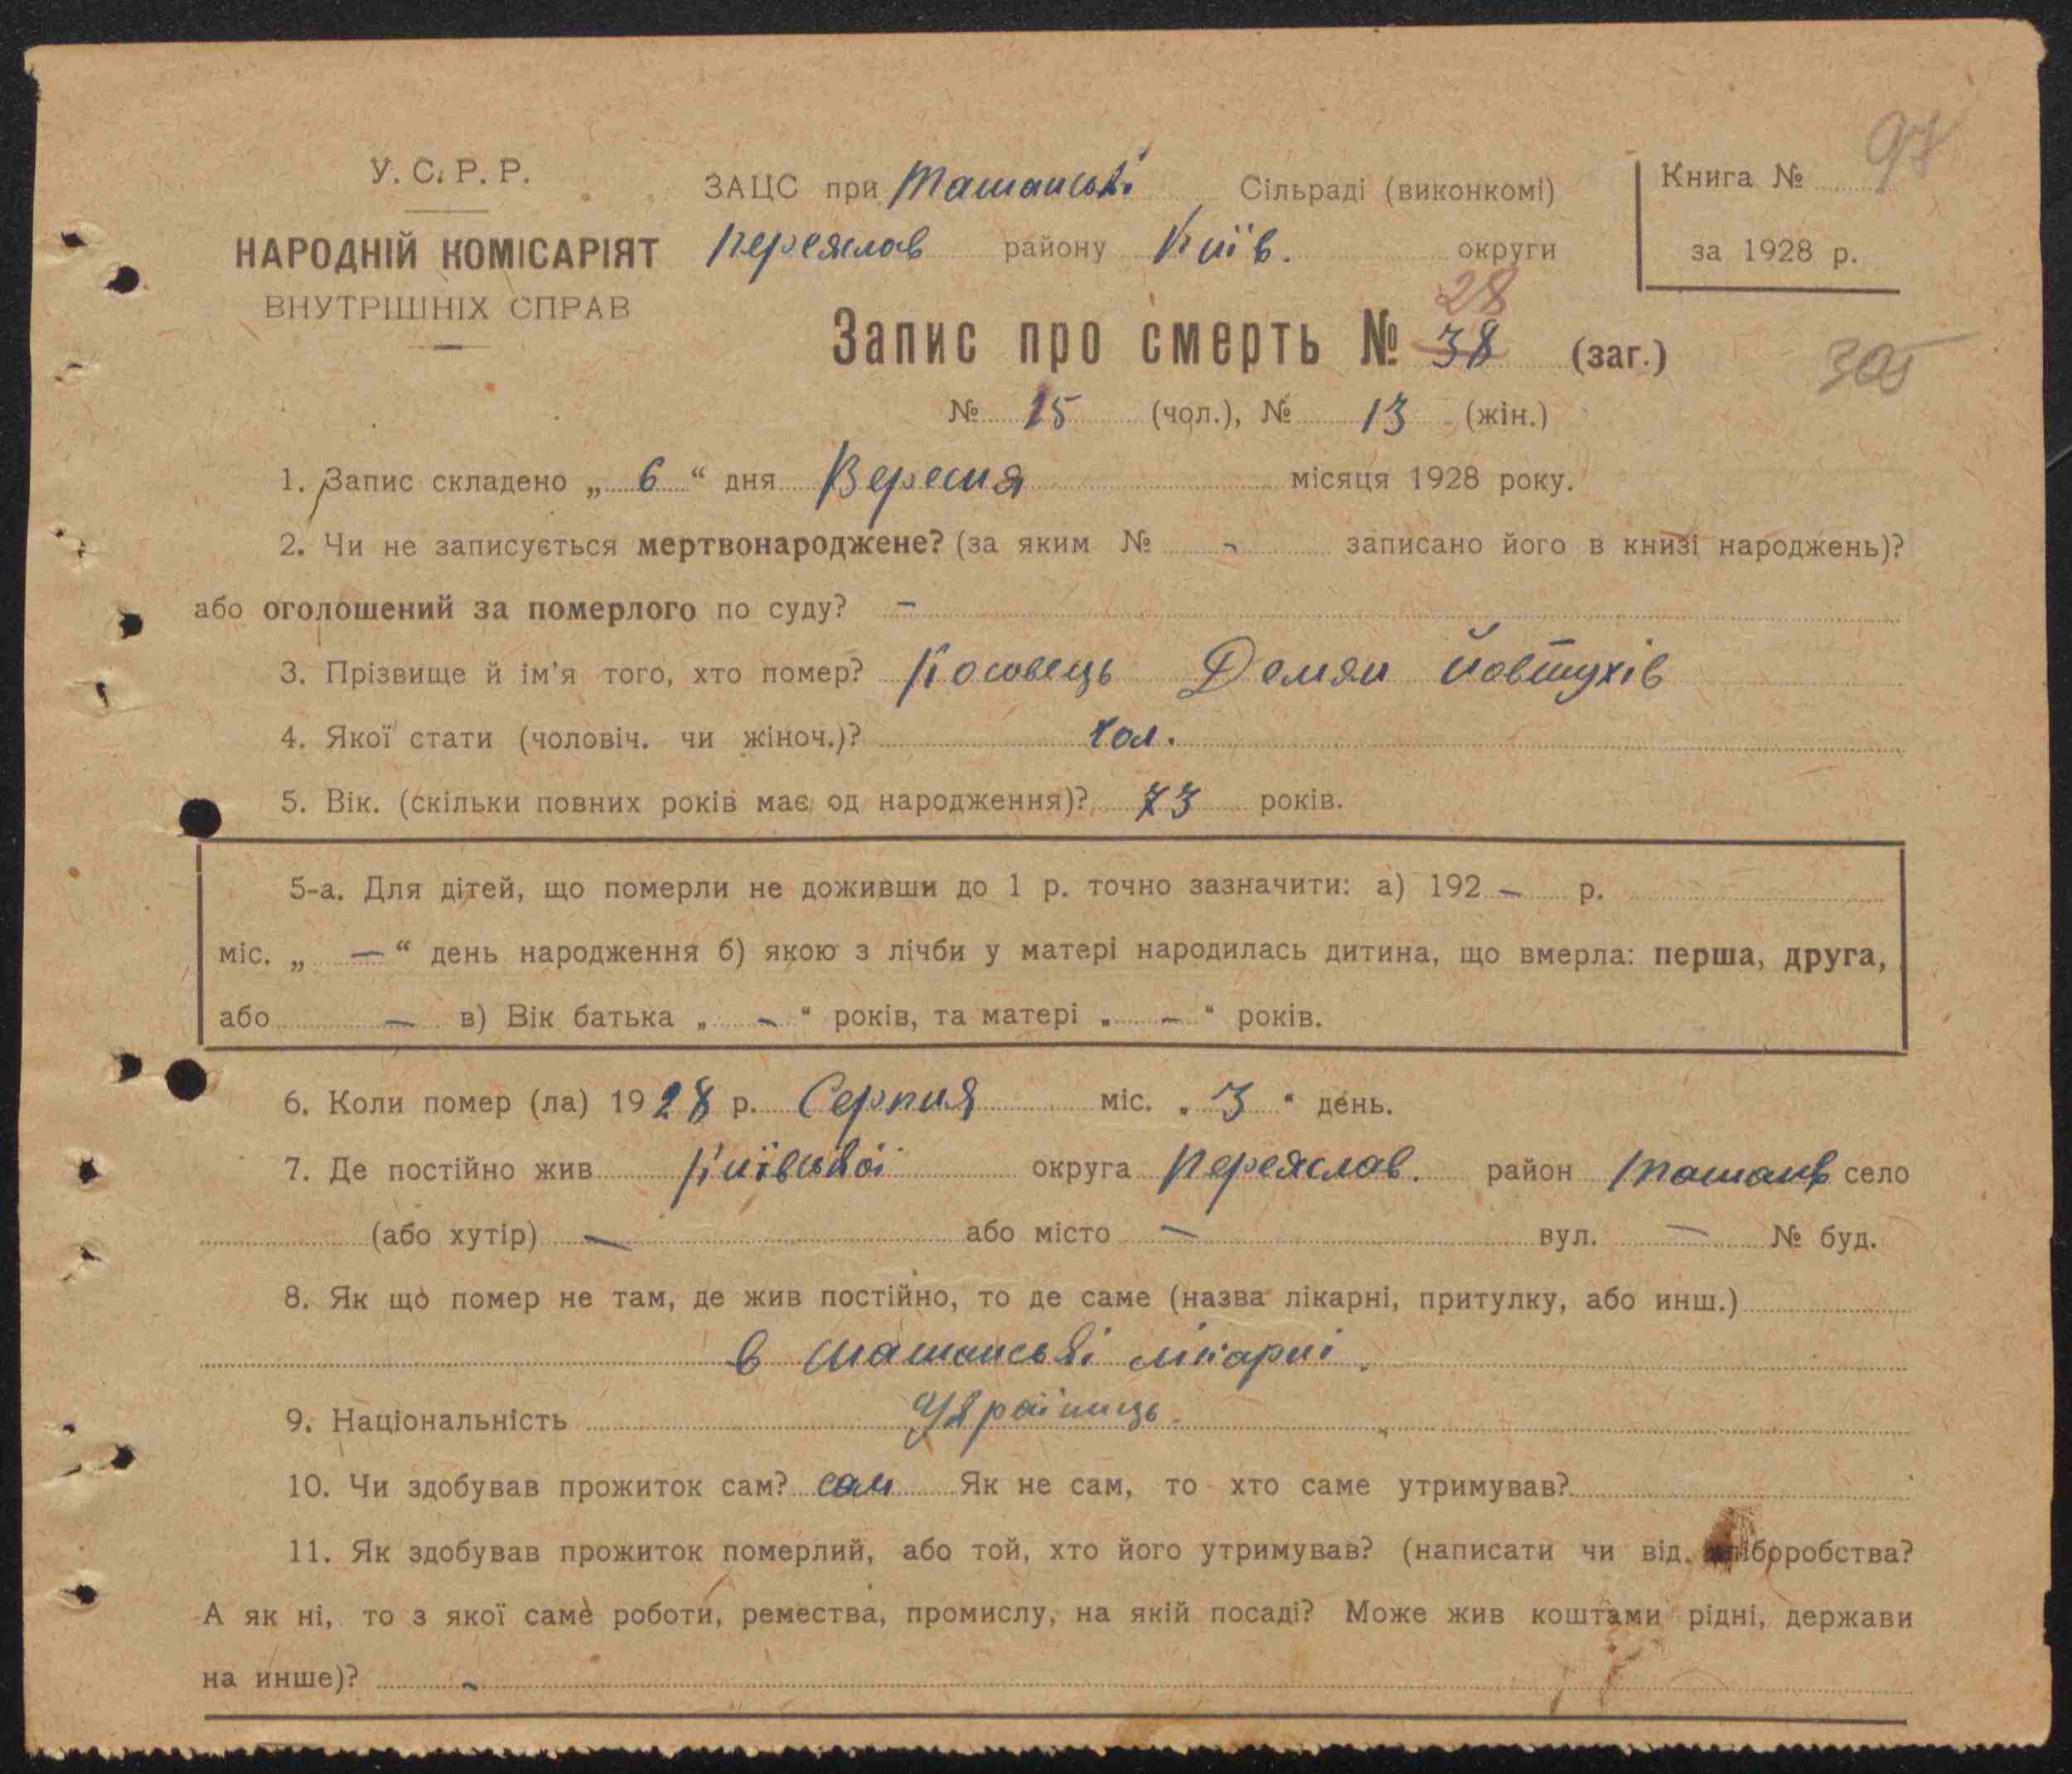 У. С. Р. Р.
НАРОДНІЙ КОМІСАРІЯТ
ВНУТРІШНІХ СПРАВ
ЗАЦС при Ташанські Сільраді (виконкомі)
Переяслав району Київ. округи
Книга № 97
за 1928 р.
28
Запис про смерть № 38 (заг.)
305
№ 15 (чол.), № 13 (жін.)
1. Запис складено „ 6 “ дня Вересня місяця 1928 року.
2. Чи не записується мертвонароджене? (за яким № - записано його в книзі народжень)?
або оголошений за померлого по суду? –
3. Прізвище й ім'я того, хто помер? Косовець Демян Йовтухів
4. Якої стати (чоловіч. чи жіноч.)? чол.
5. Вік. (скільки повних років має од народження)? 73 років.
5-а. Для дітей, що померли не доживши до 1 р. точно зазначити: а) 192 – р.
міс. „ – “ день народження б) якою з лічби у матері народилась дитина, що вмерла: перша, друга,
або – в) Вік батька „ – “ років, та матері „ – “ років.
6. Коли помер (ла) 1928 р. Серпня міс. „ 3 “ день.
7. Де постійно жив Київської округа Переяслав. район Ташань село
(або хутір) – або місто – вул. – № буд.
8. Як що помер не там, де жив постійно, то де саме (назва лікарні, притулку, або инш.)
в Ташанські лікарні.
9. Національність Українець.
10. Чи здобував прожиток сам? сам Як не сам, то хто саме утримував?
11. Як здобував прожиток померлий, або той, хто його утримував? (написати чи від хліборобства?
А як ні, то з якої саме роботи, ремества, промислу, на якій посаді? Може жив коштами рідні, держави
на инше)? -